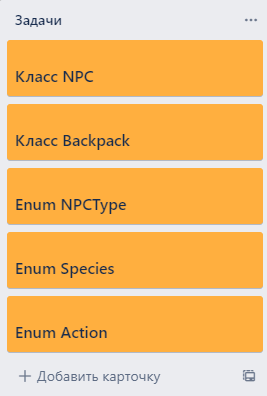 Задачи
Класс NPC
Класс Backpack
Enum NPCType
Enum Species
Enum Action
Добавить карточку